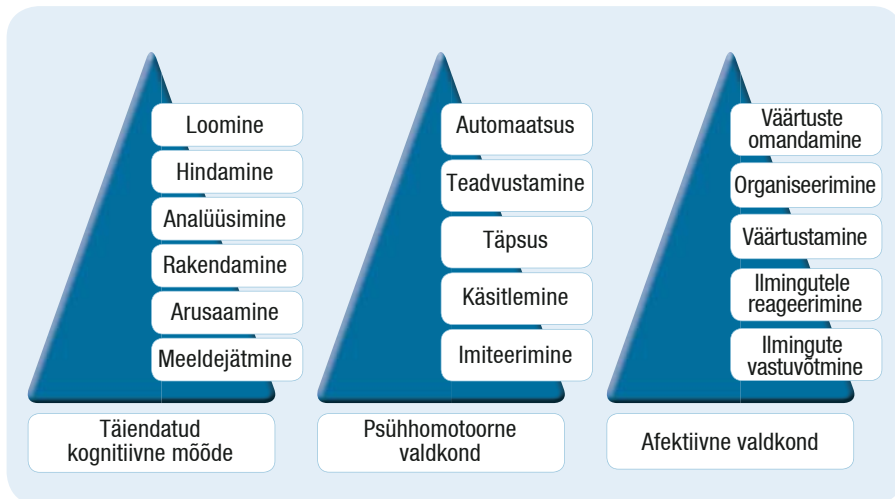 Loomine
Hindamine
Analüüsimine
Rakendamine
Arusaamine
Meeldejätmine
Täiendatud
kognitiivne mõõde
Automaatsus
Teadvustamine
Täpsus
Käsitlemine
Imiteerimine
Psühhomotoorne
valdkond
Väärtuste
omandamine
Organiseerimine
Väärtustamine
Ilmingutele
reageerimine
Ilmingute
vastuvõtmine
Afektiivne valdkond